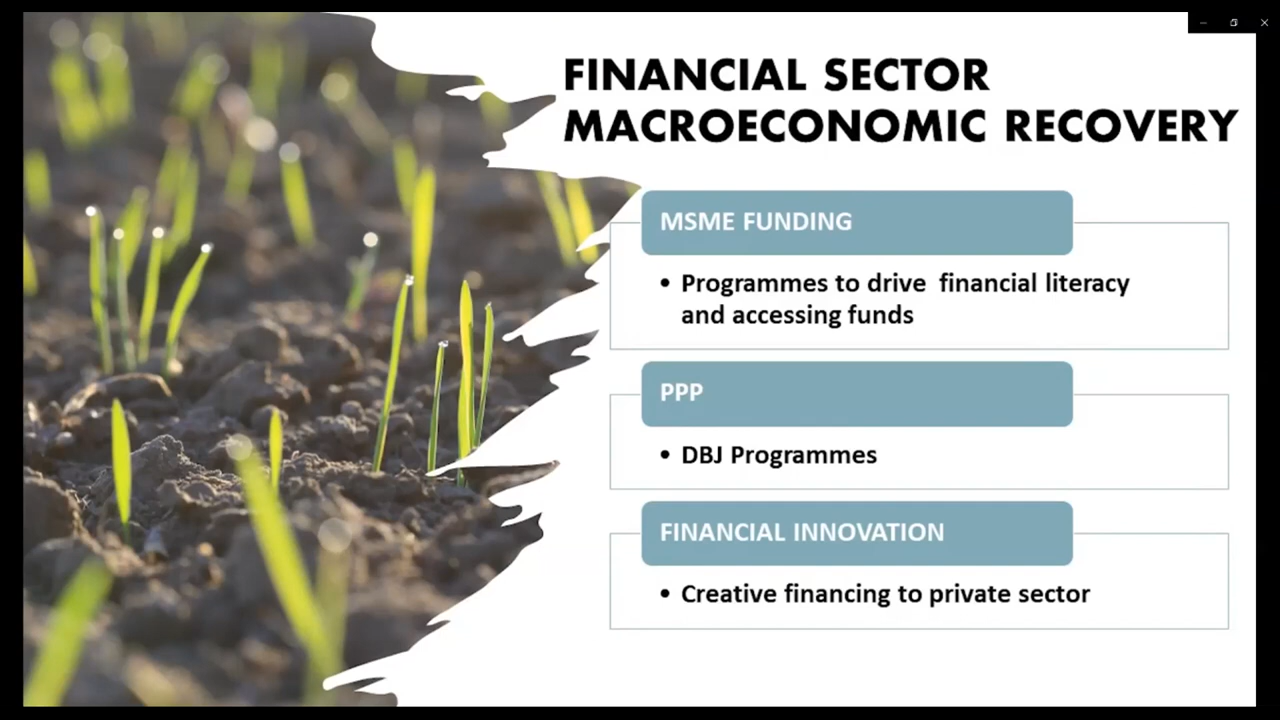 FINANCIAL SECTOR
MACROECONOMIC RECOVERY
MSME FUNDING
• Programmes to drive  financial literacy
and accessing funds
PPP
• DBJ Programmes
FINANCIAL INNOVATION
• Creative financing to private sector